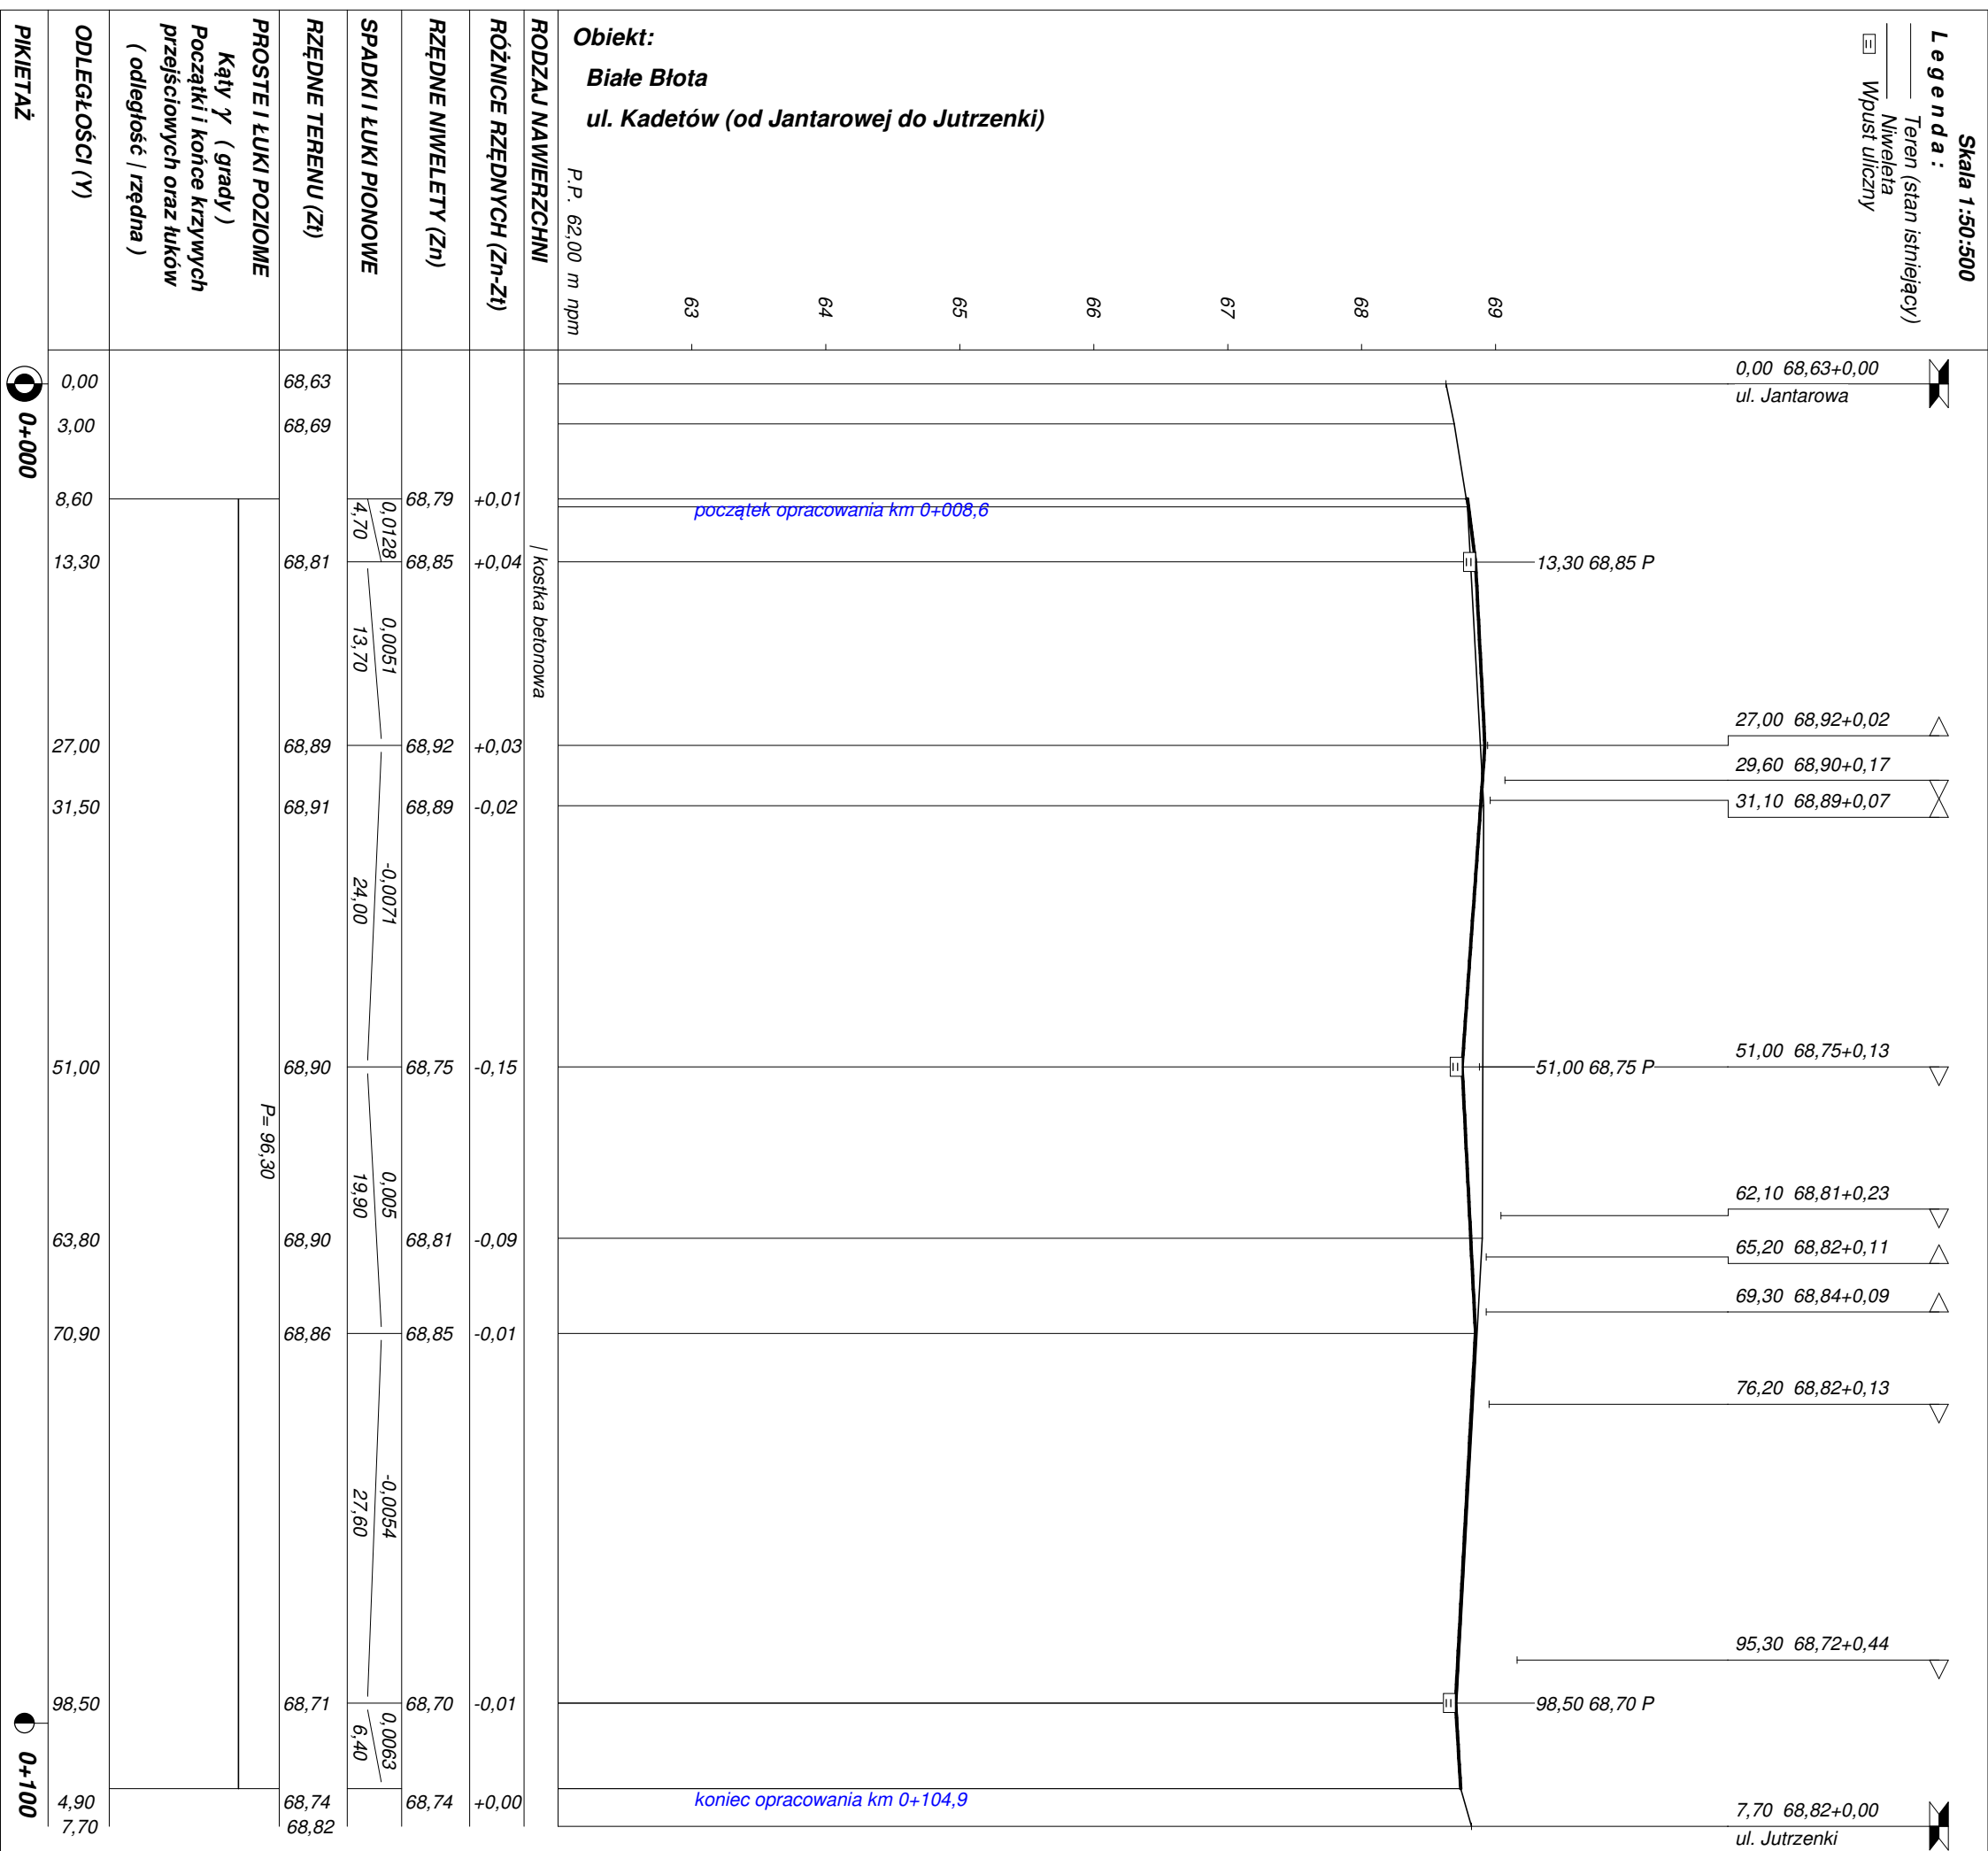 Skala 1:50:500
Legenda:
Teren (stan istniejący)
Niweleta
Wpust uliczny
Obiekt:
Białe Błota
ul. Kadetów (od Jantarowej do Jutrzenki)
P.P. 62,00 m npm
63
64
65
66
67
68
69
RODZAJ NAWIERZCHNI
| kostka betonowa
RÓŻNICE RZĘDNYCH (Zn-Zt)
+0,01
+0,04
+0,03
-0,02
-0,15
-0,09
-0,01
-0,01
+0,00
RZĘDNE NIWELETY (Zn)
68,79
68,85
68,92
68,89
68,75
68,81
68,85
68,70
68,74
SPADKI I ŁUKI PIONOWE
0,0128
4,70
0,0051
13,70
-0,0071
24,00
0,005
19,90
-0,0054
27,60
0,0063
6,40
RZĘDNE TERENU (Zt)
68,63
68,69
68,81
68,89
68,91
68,90
68,90
68,86
68,71
68,74
68,82
PROSTE I ŁUKI POZIOME
Kąty γ ( grady )
Początki i końce krzywych
przejściowych oraz łuków
( odległość | rzędna )
P= 96,30
ODLEGŁOŚCI (Y)
0,00
3,00
8,60
13,30
27,00
31,50
51,00
63,80
70,90
98,50
4,90
7,70
PIKIETAŻ
0+000
0+100
początek opracowania km 0+008,6
koniec opracowania km 0+104,9
13,30 68,85 P
51,00 68,75 P
98,50 68,70 P
0,00 68,63+0,00
ul. Jantarowa
27,00 68,92+0,02
29,60 68,90+0,17
31,10 68,89+0,07
51,00 68,75+0,13
62,10 68,81+0,23
65,20 68,82+0,11
69,30 68,84+0,09
76,20 68,82+0,13
95,30 68,72+0,44
7,70 68,82+0,00
ul. Jutrzenki